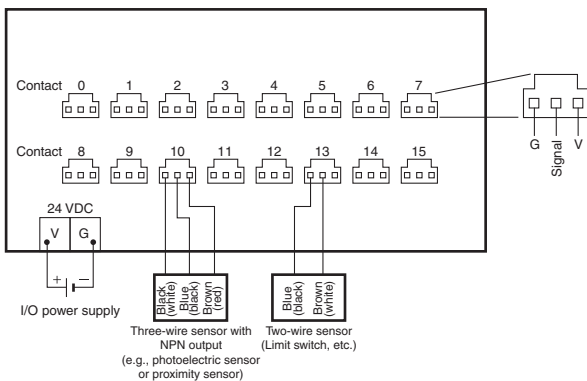 Contact 0 1 2 3 4 5 6 7
G Signal V
Contact 8 9 10 11 12 13 14 15
24 VDC
V G
+ −
I/O power supply
Black (white)
Blue (black)
Brown (red)
Blue (black)
Brown (white)
Three-wire sensor with
NPN output
(e.g., photoelectric sensor
or proximity sensor)
Two-wire sensor
(Limit switch, etc.)